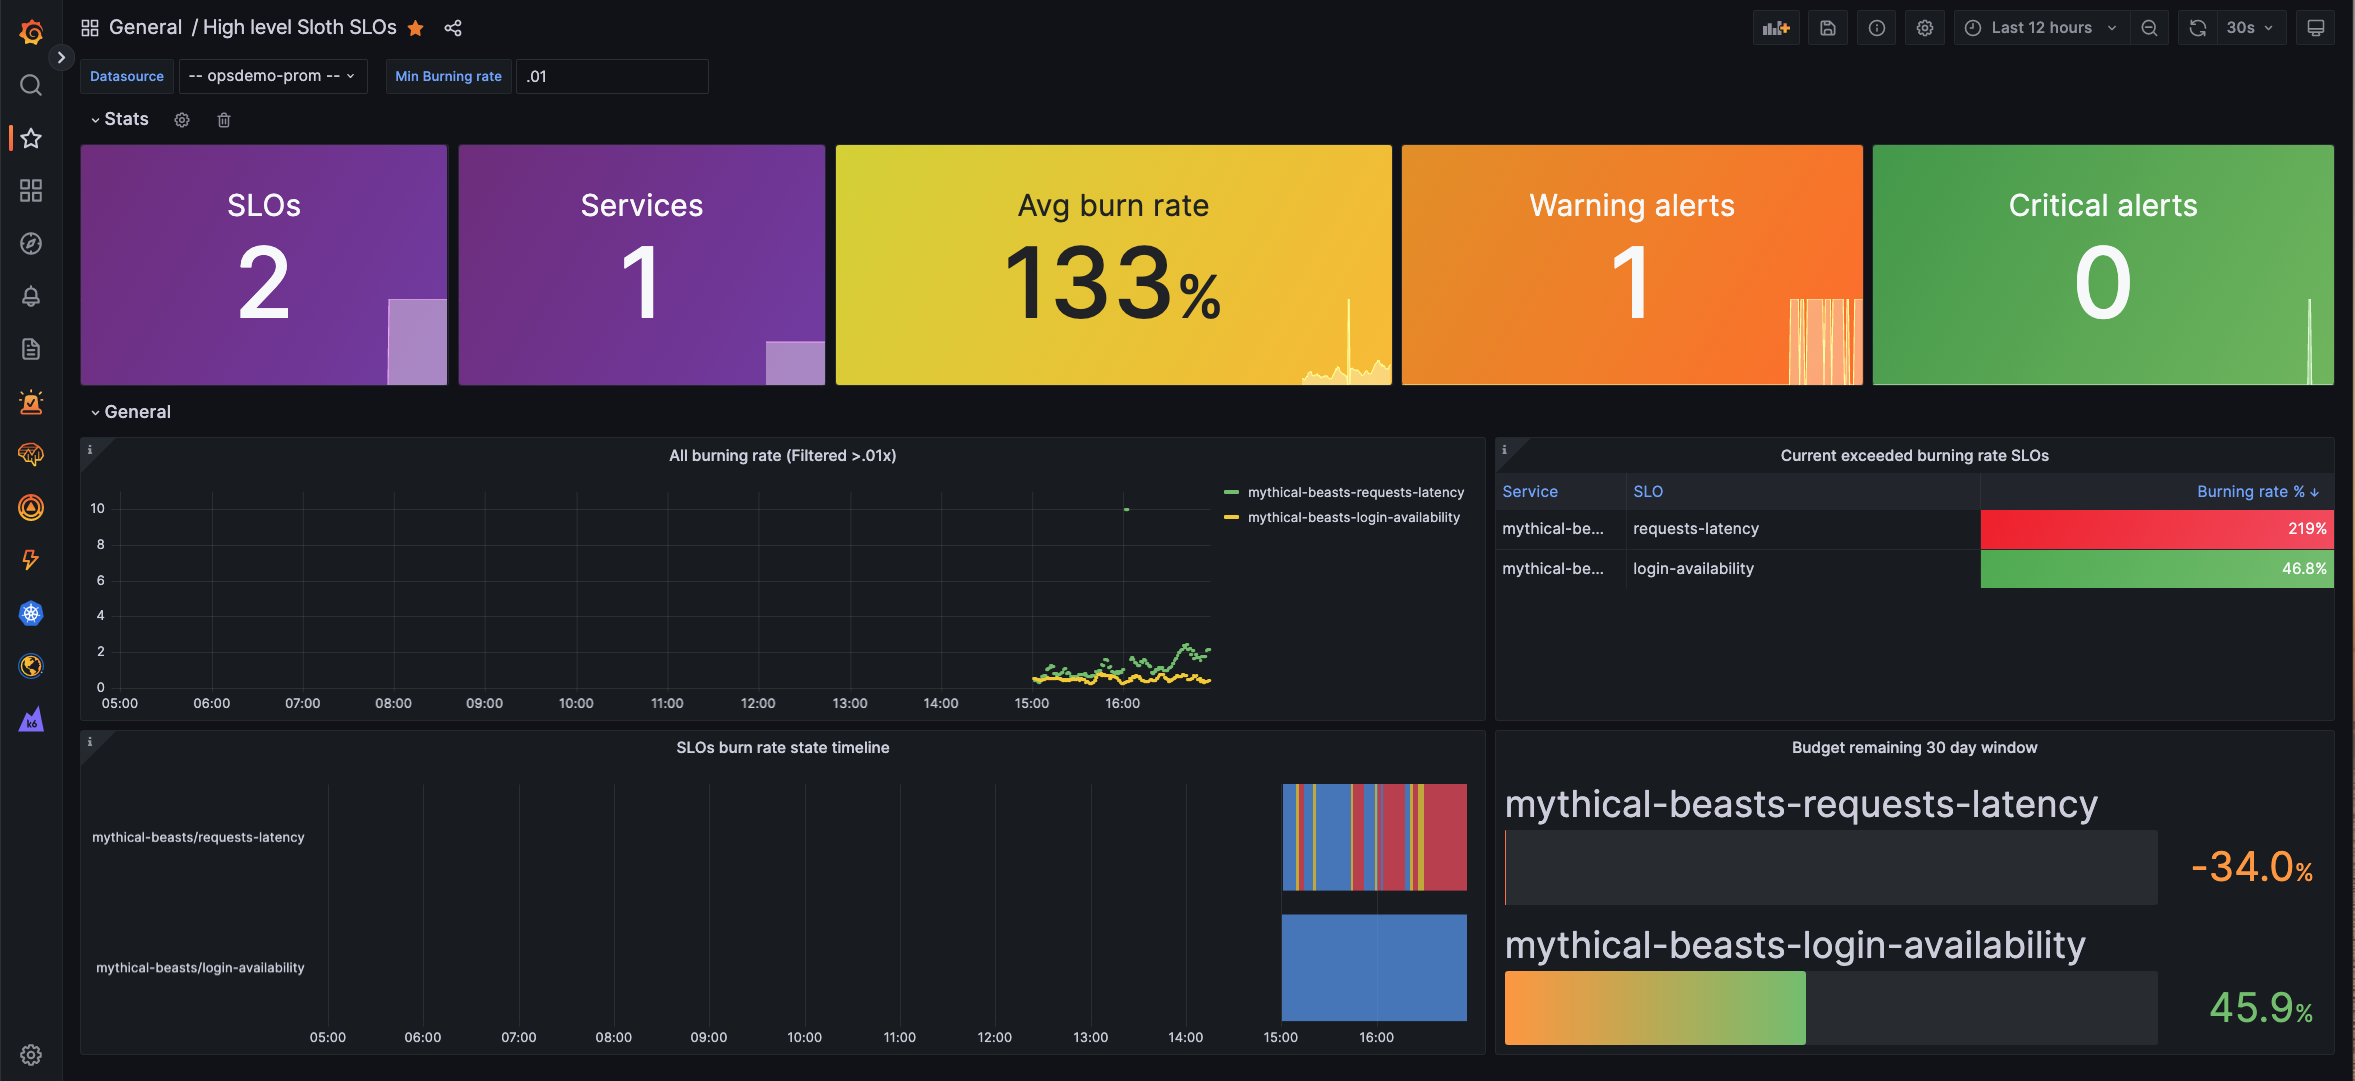 General / High level Sloth SLOs
Last 12 hours
30s
Datasource
-- opsdemo-prom --
Min Burning rate
.01
Stats
SLOs
2
Services
1
Avg burn rate
133%
Warning alerts
1
Critical alerts
0
General
All burning rate (Filtered >.01x)
10
8
6
4
2
0
05:00 06:00 07:00 08:00 09:00 10:00 11:00 12:00 13:00 14:00 15:00 16:00
mythical-beasts-requests-latency
mythical-beasts-login-availability
Current exceeded burning rate SLOs
Service SLO Burning rate %
mythical-be... requests-latency 219%
mythical-be... login-availability 46.8%
SLOs burn rate state timeline
mythical-beasts/requests-latency
mythical-beasts/login-availability
05:00 06:00 07:00 08:00 09:00 10:00 11:00 12:00 13:00 14:00 15:00 16:00
Budget remaining 30 day window
mythical-beasts-requests-latency
-34.0%
mythical-beasts-login-availability
45.9%
k6